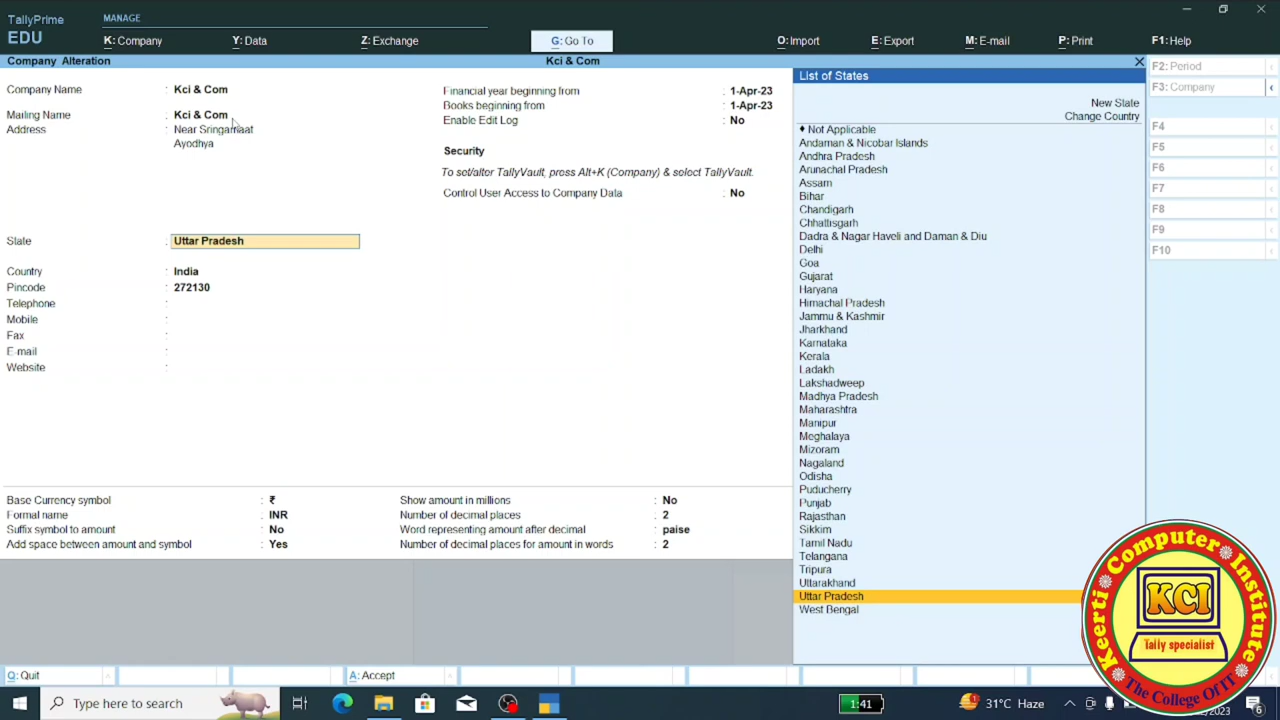 TallyPrime
EDU
MANAGE
K: Company
Y: Data
Z: Exchange
G: Go To
O: Import
E: Export
M: E-mail
P: Print
F1: Help
Company Alteration
Kci & Com
Company Name : Kci & Com
Mailing Name : Kci & Com
Address : Near
Ayodhya
State : Uttar Pradesh
Country : India
Pincode : 272130
Telephone :
Mobile :
Fax :
E-mail :
Website :
Financial year beginning from : 1-Apr-23
Books beginning from : 1-Apr-23
Enable Edit Log : No
Security
To set/alter TallyVault, press Alt+K (Company) & select TallyVault.
Control User Access to Company Data : No
Base Currency symbol : ₹
Formal name : INR
Suffix symbol to amount : No
Add space between amount and symbol : Yes
Show amount in millions : No
Number of decimal places : 2
Word representing amount after decimal : paise
Number of decimal places for amount in words : 2
List of States
New State
Change Country
♦ Not Applicable
Andaman & Nicobar Islands
Andhra Pradesh
Arunachal Pradesh
Assam
Bihar
Chandigarh
Chhattisgarh
Dadra & Nagar Haveli and Daman & Diu
Delhi
Goa
Gujarat
Haryana
Himachal Pradesh
Jammu & Kashmir
Jharkhand
Karnataka
Kerala
Ladakh
Lakshadweep
Madhya Pradesh
Maharashtra
Manipur
Meghalaya
Mizoram
Nagaland
Odisha
Puducherry
Punjab
Rajasthan
Sikkim
Tamil Nadu
Telangana
Tripura
Uttarakhand
Uttar Pradesh
West Bengal
F2: Period
F3: Company
F4
F5
F6
F7
F8
F9
F10
Keerti Computer Institute
KCI
Tally specialist
The College Of IT
Q: Quit
A: Accept
Type here to search
1:41
1
31°C Haze
2023
6